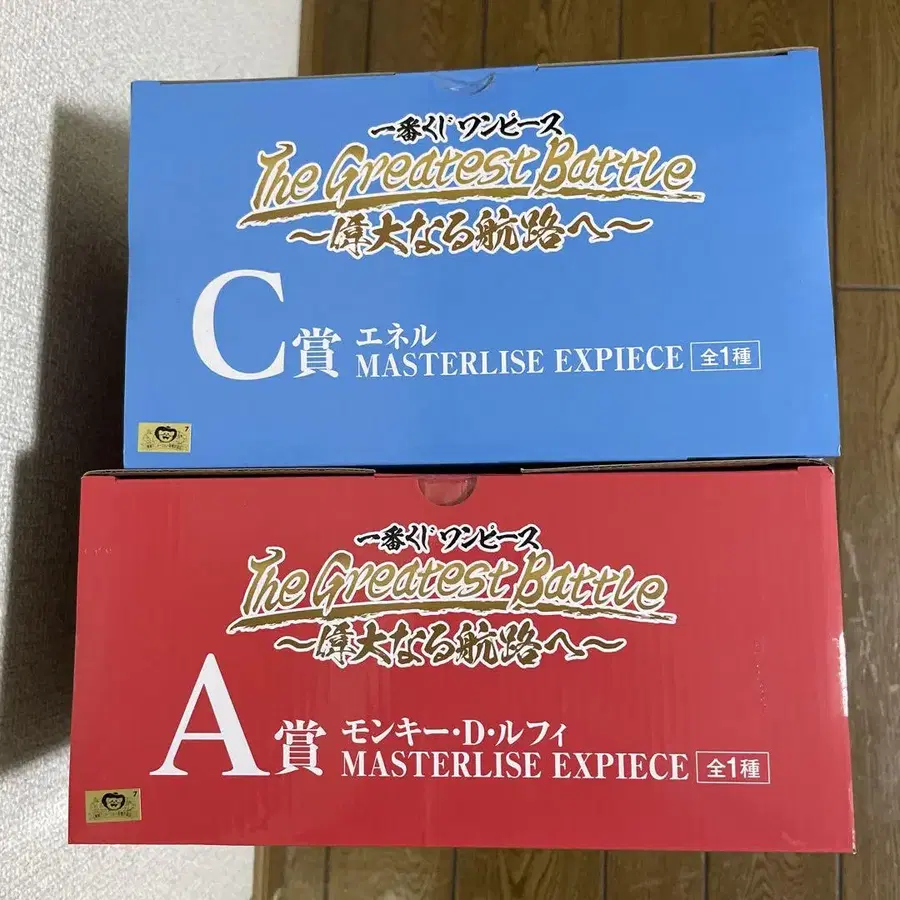 一番くじ ワンピース
The Greatest Battle
～偉大なる航路へ～
C賞 エネル
MASTERLISE EXPIECE 全1種
7
一番くじ ワンピース
The Greatest Battle
～偉大なる航路へ～
A賞 モンキー・D・ルフィ
MASTERLISE EXPIECE 全1種
7